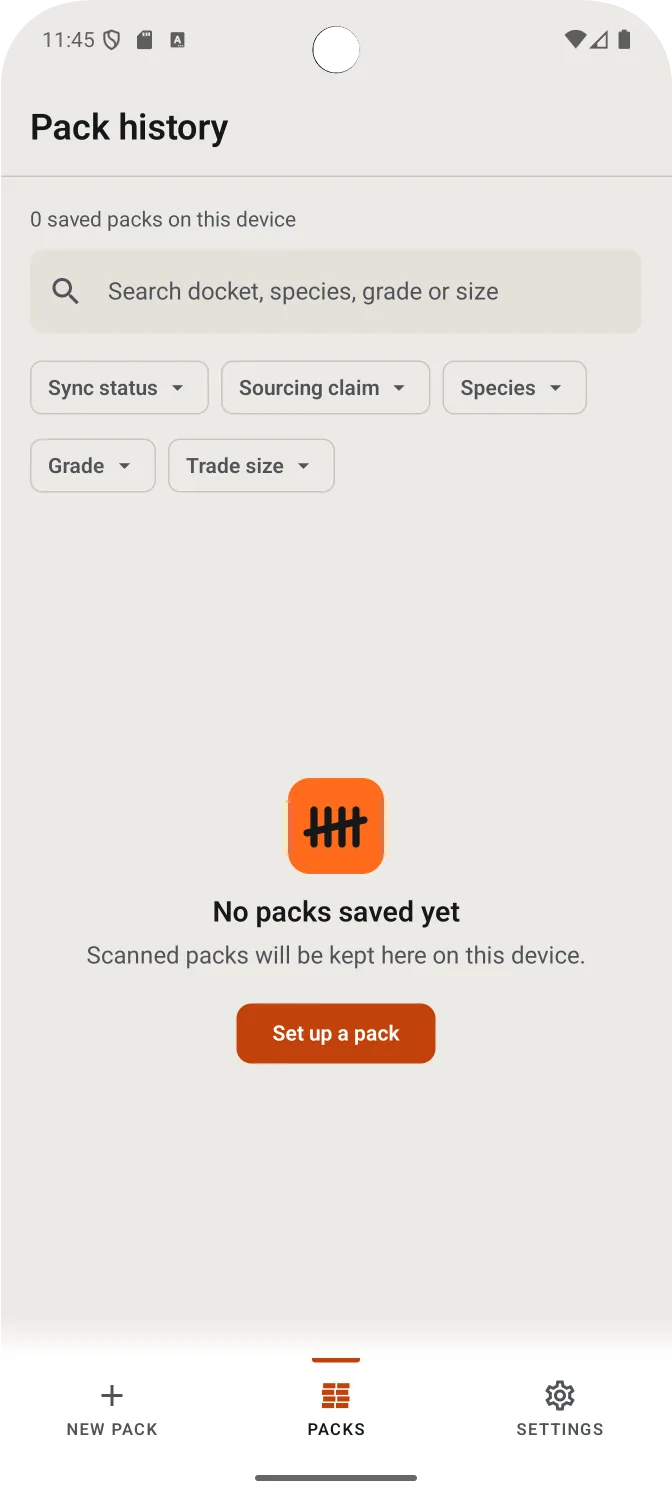 11:45
Pack history
0 saved packs on this device
Search docket, species, grade or size
Sync status
Sourcing claim
Species
Grade
Trade size
No packs saved yet
Scanned packs will be kept here on this device.
Set up a pack
NEW PACK
PACKS
SETTINGS